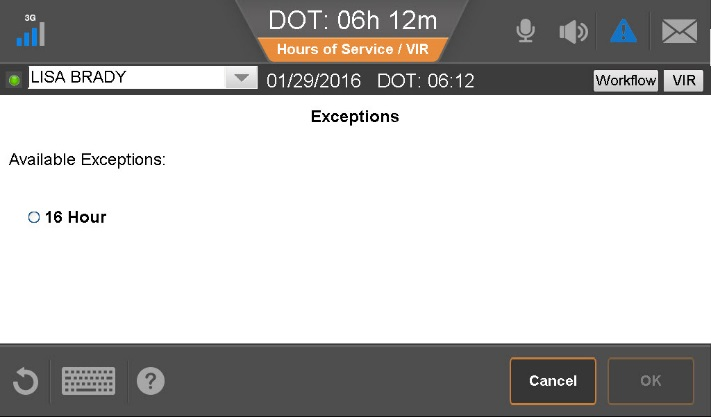 3G
DOT: 06h 12m
Hours of Service / VIR
LISA BRADY
01/29/2016 DOT: 06:12
Workflow
VIR
Exceptions
Available Exceptions:
16 Hour
?
Cancel
OK